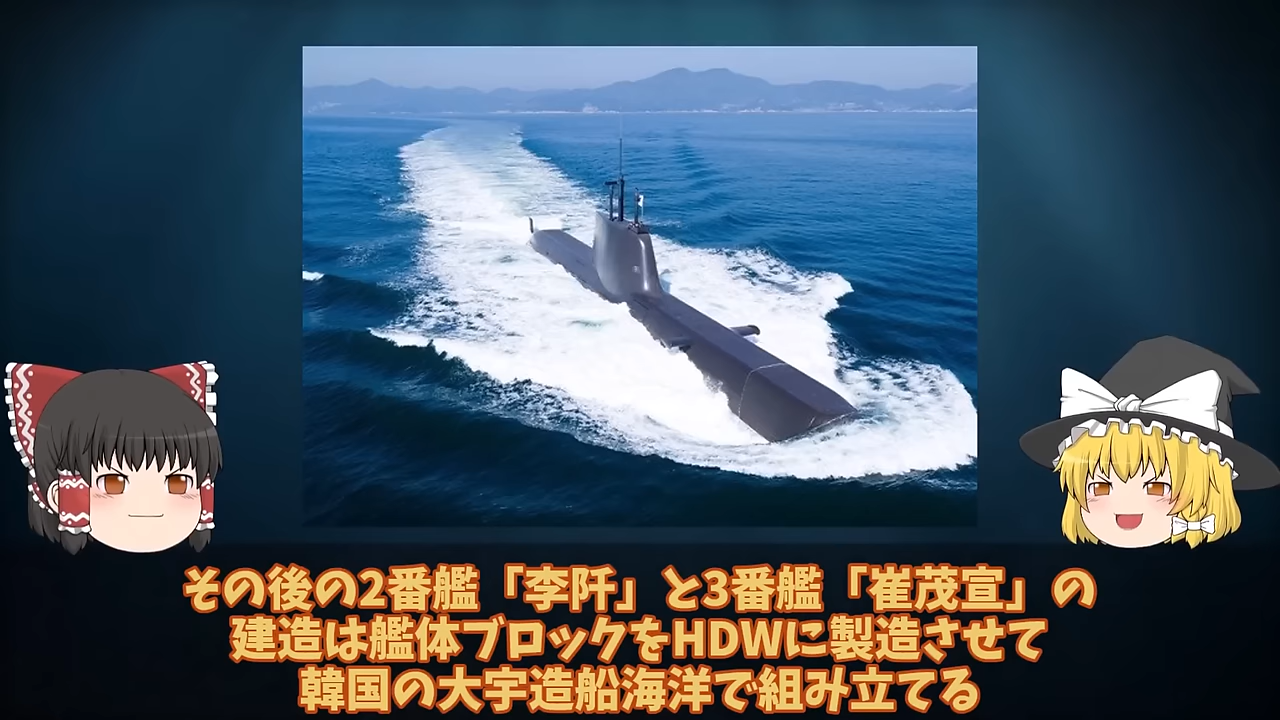 その後の2番艦「李阡」と3番艦「崔茂宣」の
建造は艦体ブロックをHDWに製造させて
韓国の大宇造船海洋で組み立てる